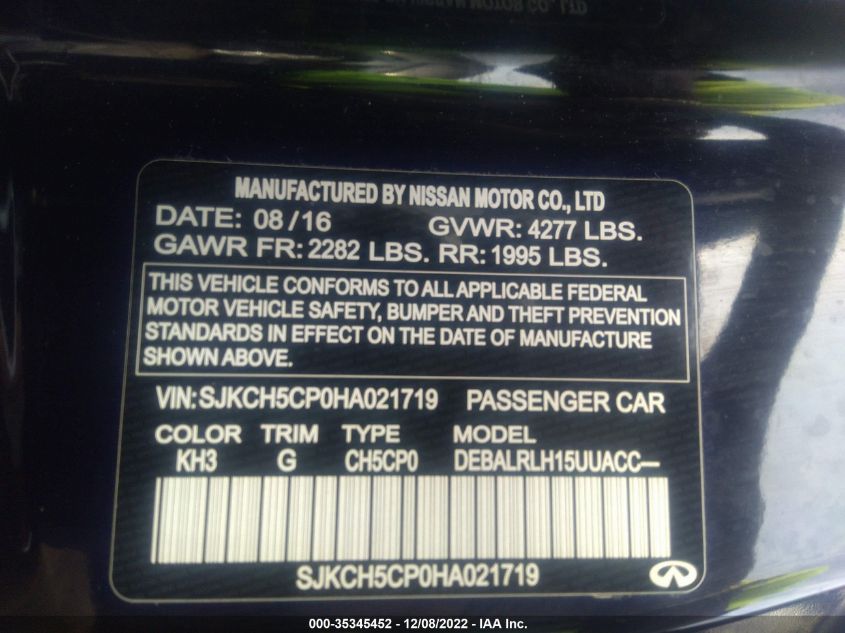 MANUFACTURED BY NISSAN MOTOR CO., LTD
DATE: 08/16 GVWR: 4277 LBS.
GAWR FR: 2282 LBS. RR: 1995 LBS.
THIS VEHICLE CONFORMS TO ALL APPLICABLE FEDERAL
MOTOR VEHICLE SAFETY, BUMPER AND THEFT PREVENTION
STANDARDS IN EFFECT ON THE DATE OF MANUFACTURE
SHOWN ABOVE.
VIN: SJKCH5CP0HA021719 PASSENGER CAR
COLOR TRIM TYPE MODEL
KH3 G CH5CP0 DEBALRLH15UUACC—
SJKCH5CP0HA021719
000-35345452 - 12/08/2022 - IAA Inc.